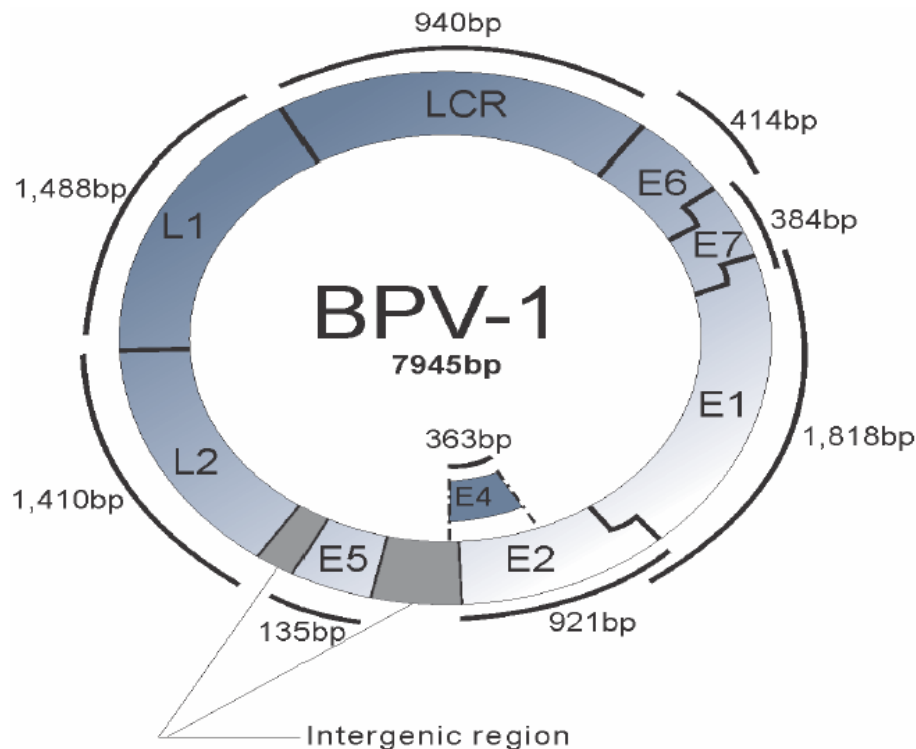 940bp
LCR
414bp
E6
1,488bp
L1
E7
384bp
BPV-1
7945bp
E1
363bp
1,818bp
L2
E4
1,410bp
E5
E2
135bp
921bp
Intergenic region